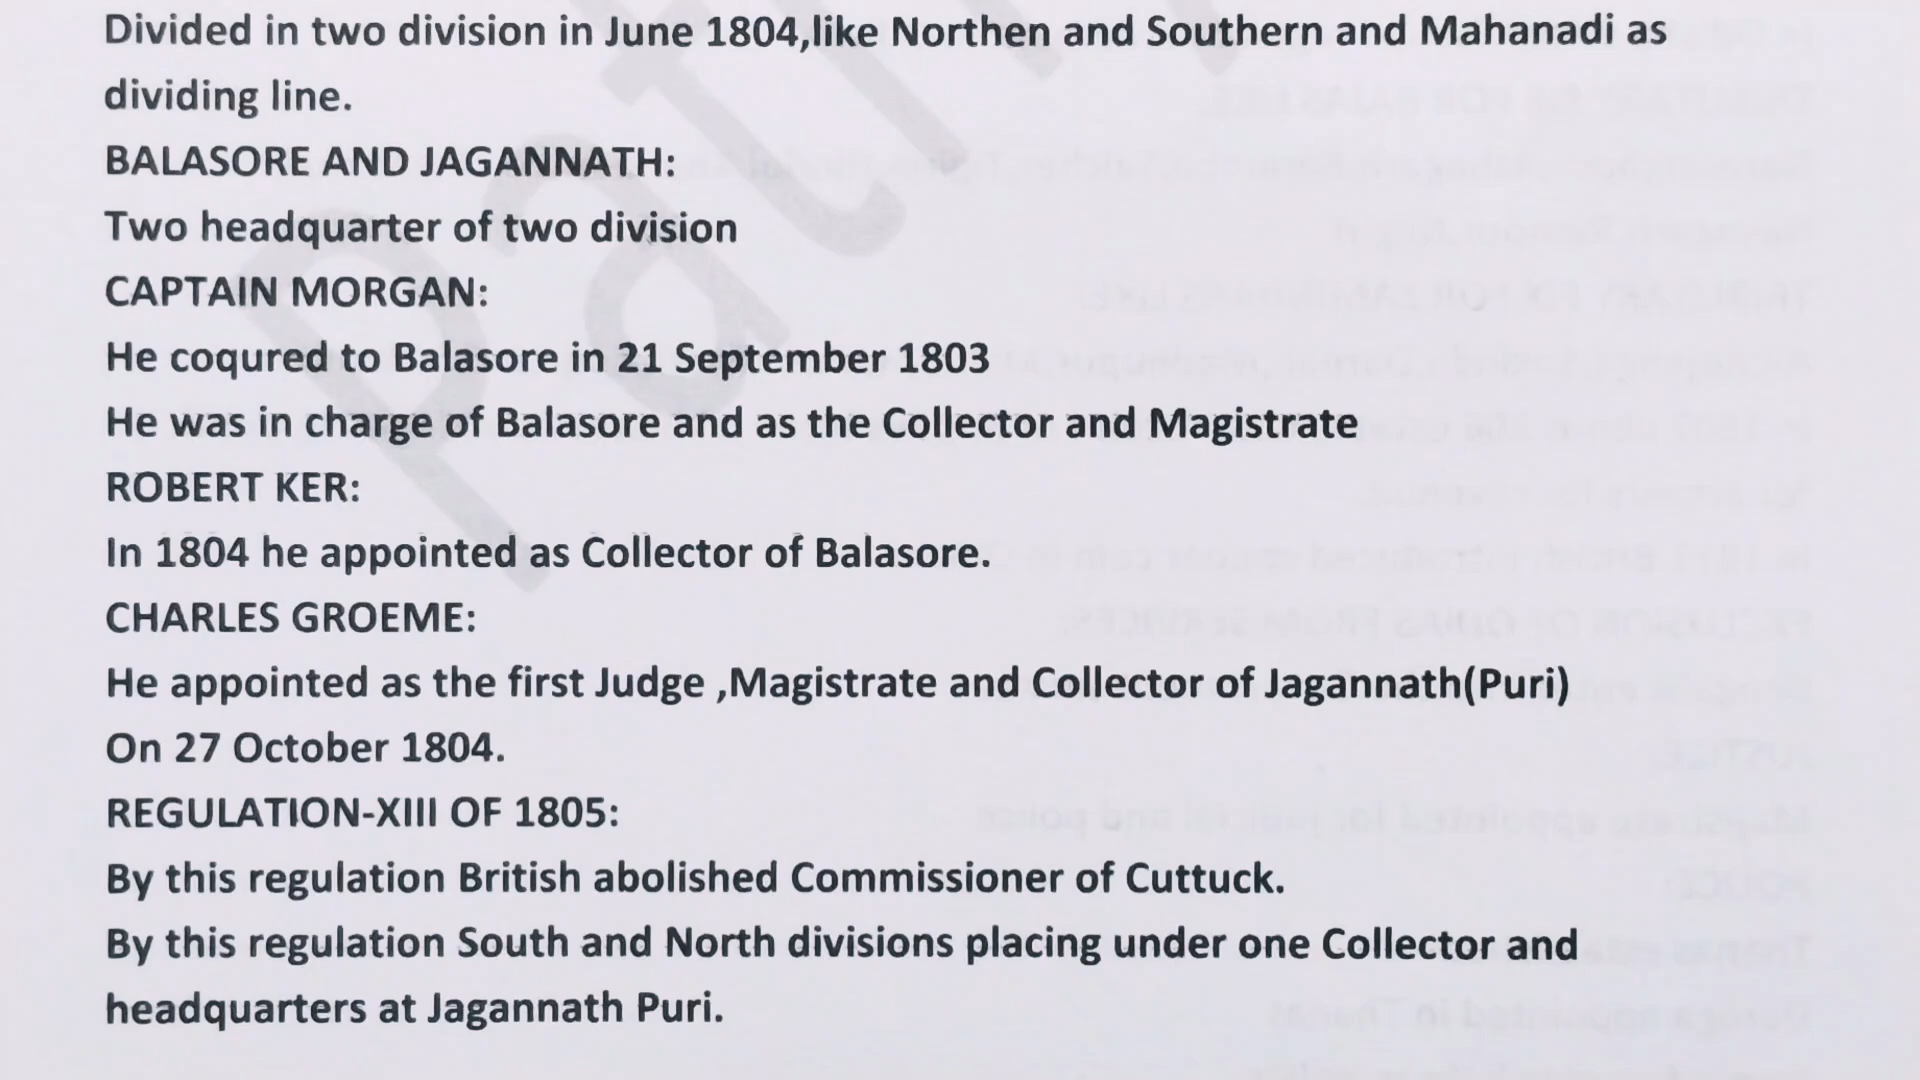 Divided in two division in June 1804,like Northen and Southern and Mahanadi as
dividing line.
BALASORE AND JAGANNATH:
Two headquarter of two division
CAPTAIN MORGAN:
He coqured to Balasore in 21 September 1803
He was in charge of Balasore and as the Collector and Magistrate
ROBERT KER:
In 1804 he appointed as Collector of Balasore.
CHARLES GROEME:
He appointed as the first Judge ,Magistrate and Collector of Jagannath(Puri)
On 27 October 1804.
REGULATION-XIII OF 1805:
By this regulation British abolished Commissioner of Cuttuck.
By this regulation South and North divisions placing under one Collector and
headquarters at Jagannath Puri.